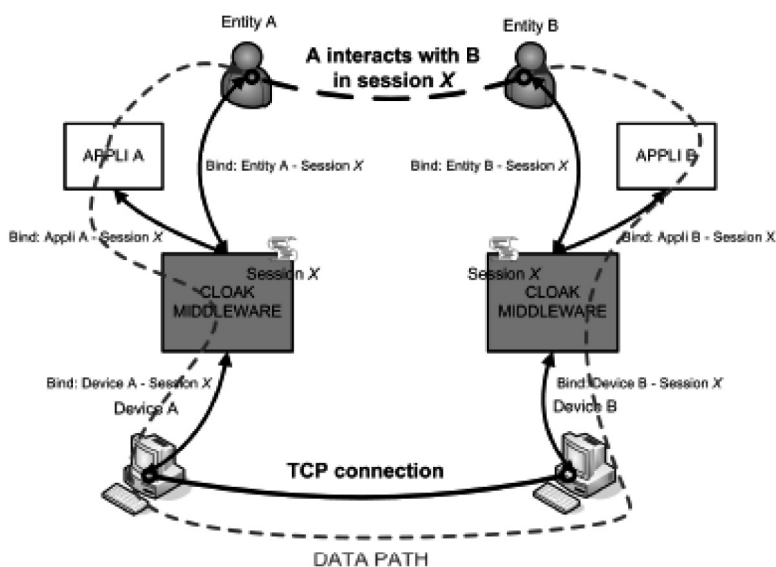 Entity A
Entity B
A interacts with B
in session X
APPLI A
APPLI B
Bind: Entity A - Session X
Bind: Entity B - Session X
Bind: Appli A - Session X
Bind: Appli B - Session X
Session X
Session X
CLOAK
MIDDLEWARE
CLOAK
MIDDLEWARE
Bind: Device A - Session X
Bind: Device B - Session X
Device A
Device B
TCP connection
DATA PATH